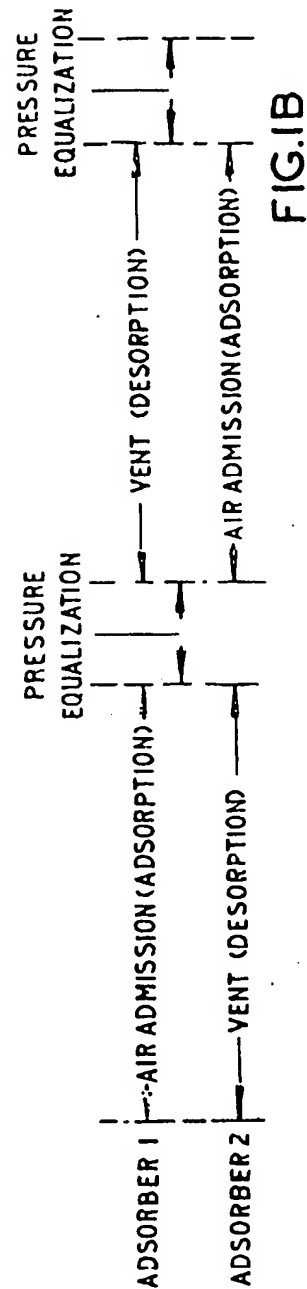 PRESSURE
EQUALIZATION
PRESSURE
EQUALIZATION
ADSORBER 1
AIR ADMISSION (ADSORPTION)
VENT (DESORPTION)
ADSORBER 2
VENT (DESORPTION)
AIR ADMISSION (ADSORPTION)
FIG.1B